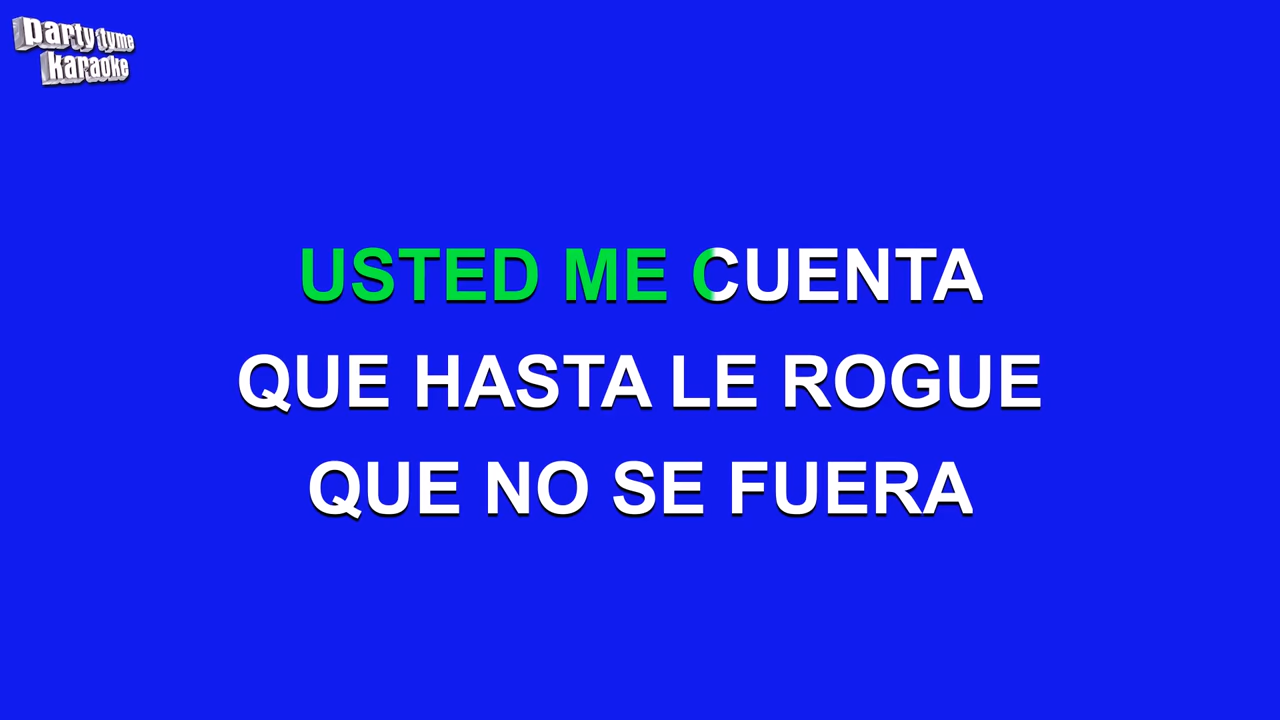 party tyme
karaoke
USTED ME CUENTA
QUE HASTA LE ROGUE
QUE NO SE FUERA